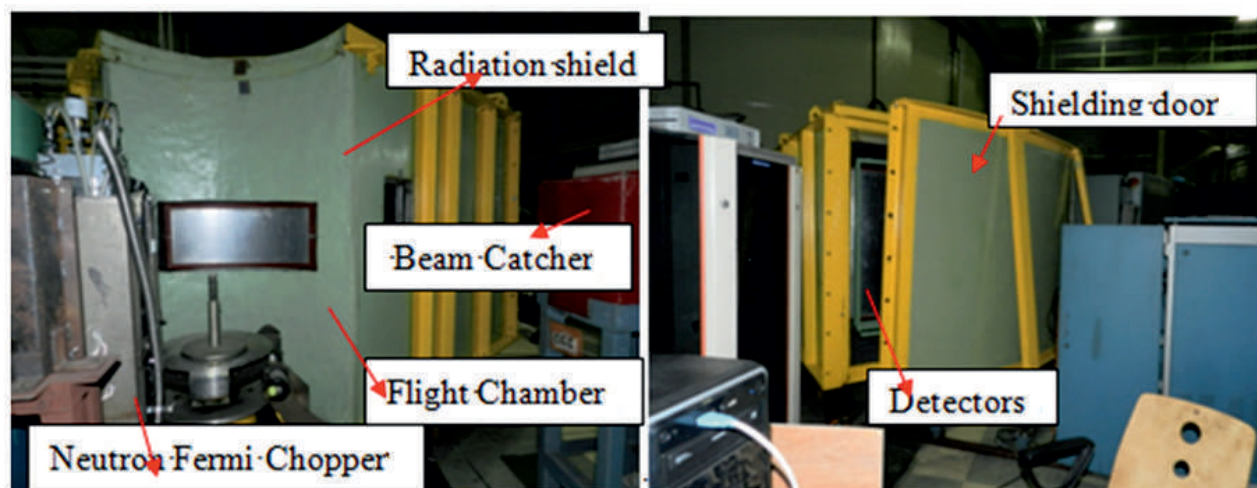 Radiation shield
Beam Catcher
Flight Chamber
Neutron Fermi Chopper
Shielding door
Detectors